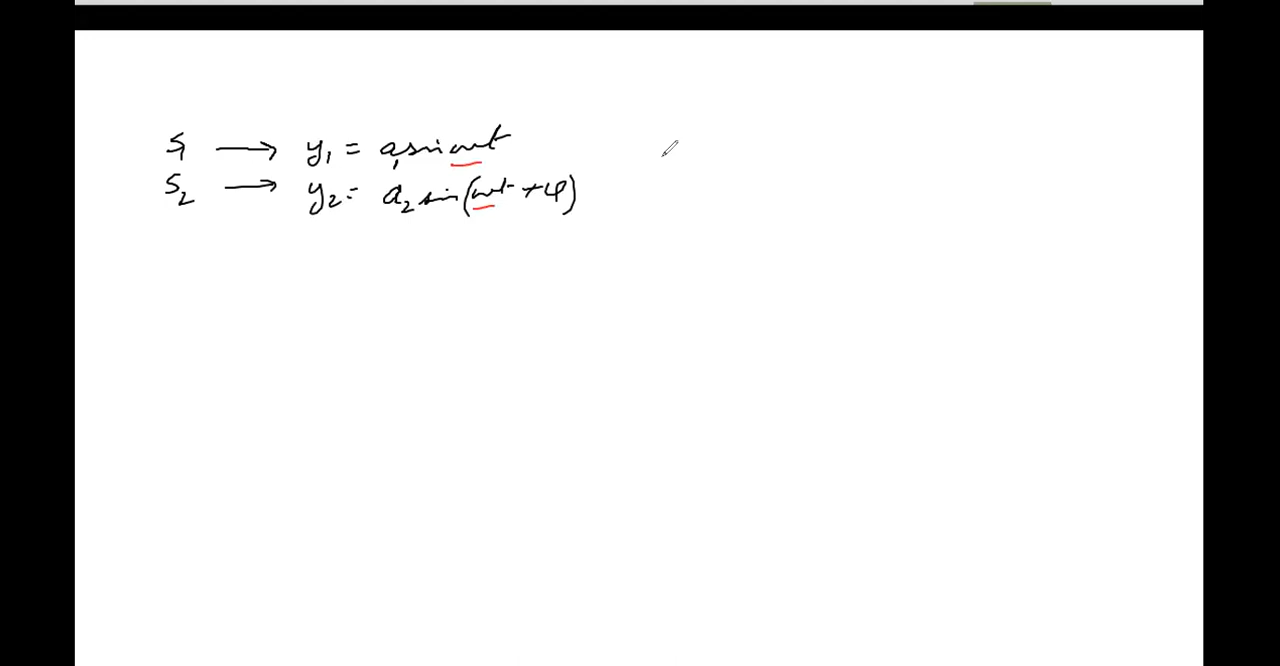 S₁ → y₁ = a₁ sin ωt
S₂ → y₂ = a₂ sin(ωt + φ)